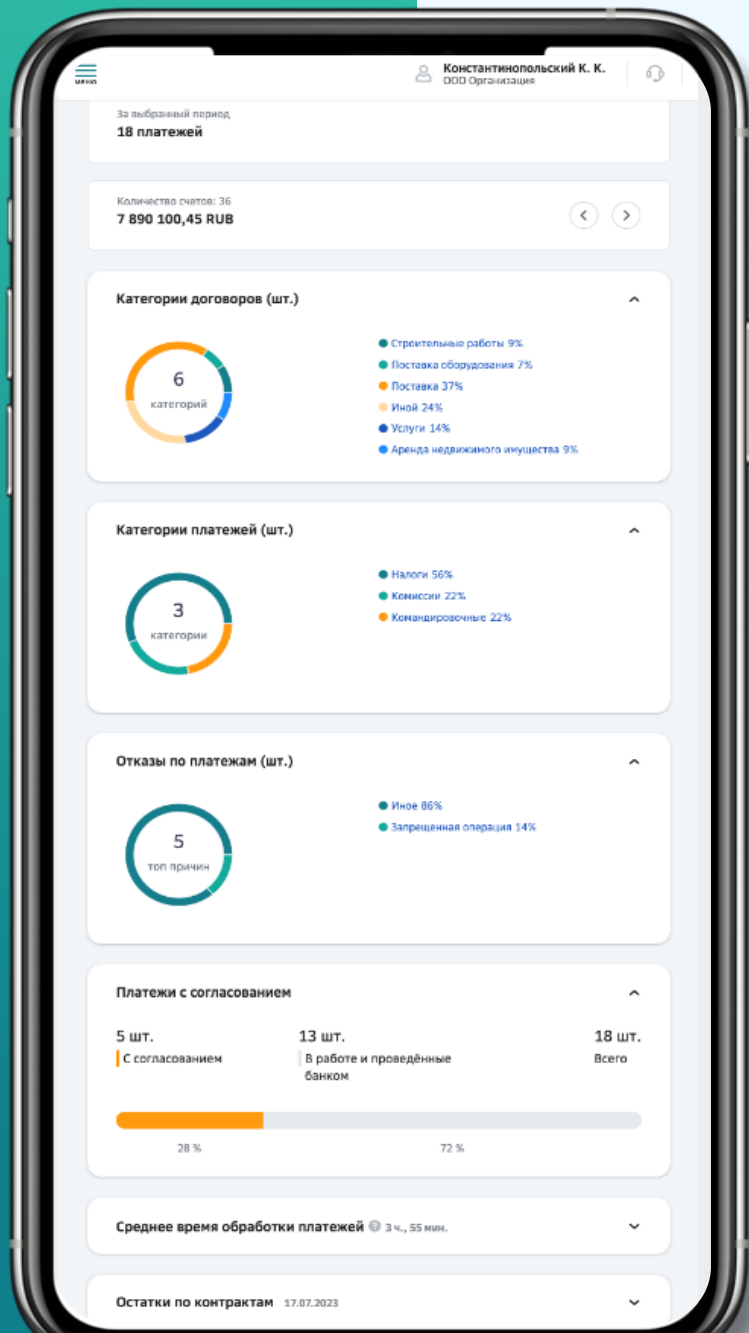 меню
Константинопольский К. К.
ООО Организация
За выбранный период
18 платежей
Количество счетов: 36
7 890 100,45 RUB
Категории договоров (шт.)
6
категорий
Строительные работы 9%
Поставка оборудования 7%
Поставка 37%
Иной 24%
Услуги 14%
Аренда недвижимого имущества 9%
Категории платежей (шт.)
3
категории
Налоги 56%
Комиссии 22%
Командировочные 22%
Отказы по платежам (шт.)
5
топ причин
Иное 86%
Запрещенная операция 14%
Платежи с согласованием
5 шт. 13 шт. 18 шт.
С согласованием В работе и проведённые Всего
банком
28 % 72 %
Среднее время обработки платежей ? 3 ч., 55 мин.
Остатки по контрактам 17.07.2023